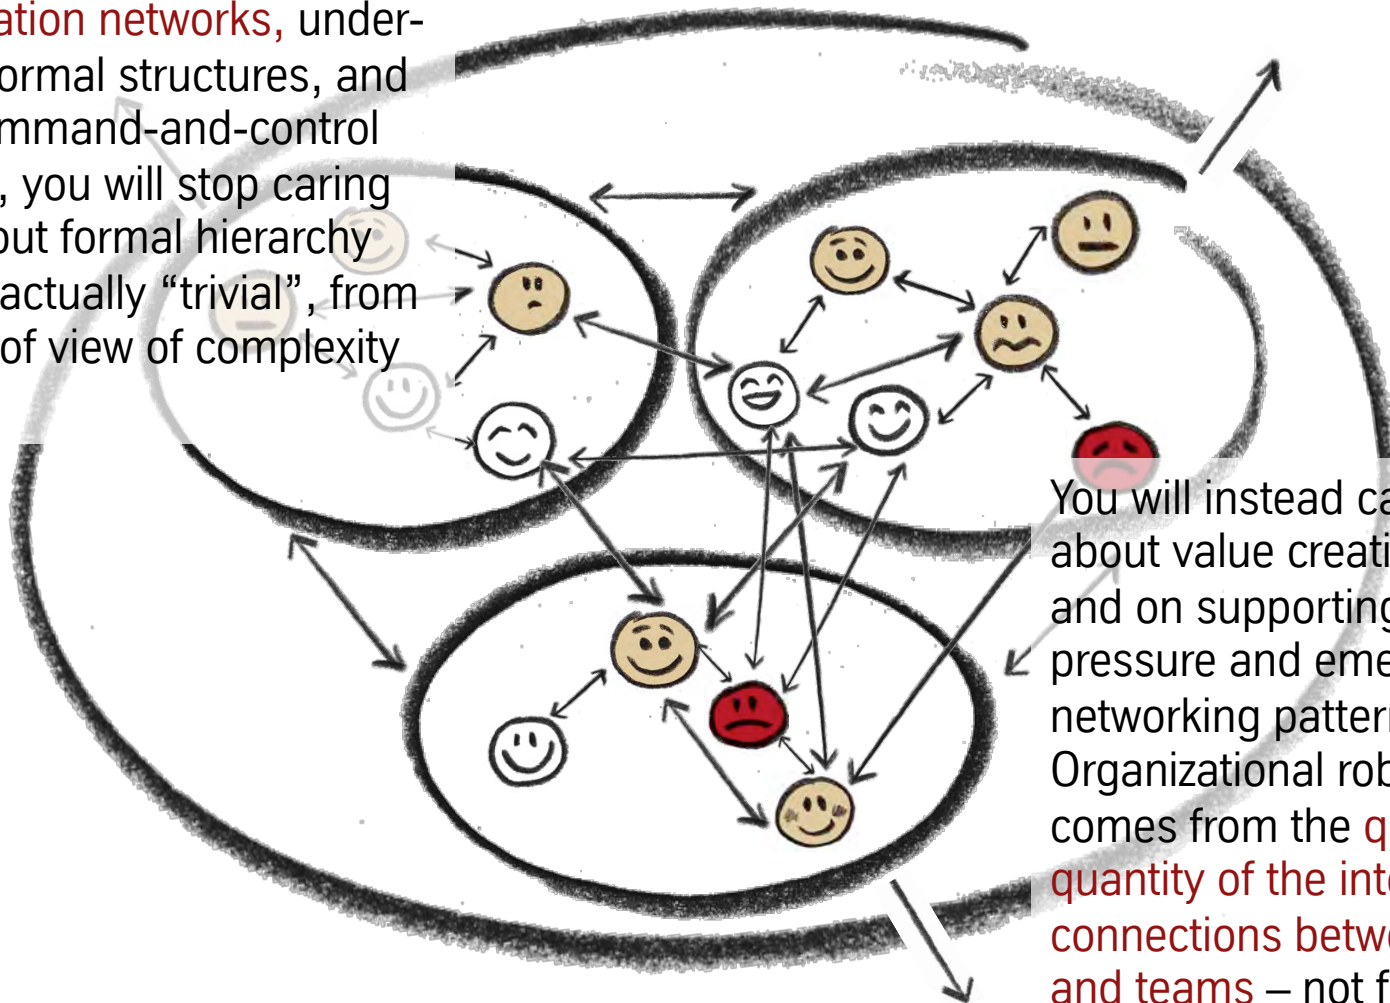 ation networks, under-
ormal structures, and
mmand-and-control
, you will stop caring
out formal hierarchy
actually “trivial”, from
of view of complexity
You will instead ca
about value creati
and on supporting
pressure and eme
networking patter
Organizational rob
comes from the q
quantity of the inte
connections betwe
and teams – not f